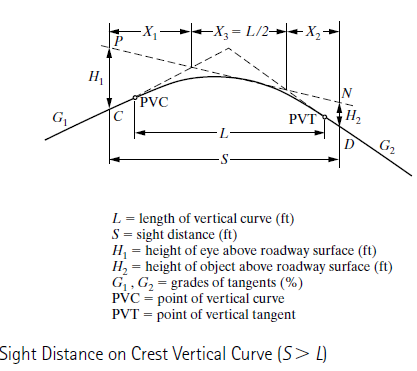 X₁ X₃ = L/2 X₂
P
H₁
N
PVC
G₁ C PVT H₂
L
D G₂
S
L = length of vertical curve (ft)
S = sight distance (ft)
H₁ = height of eye above roadway surface (ft)
H₂ = height of object above roadway surface (ft)
G₁ , G₂ = grades of tangents (%)
PVC = point of vertical curve
PVT = point of vertical tangent
Sight Distance on Crest Vertical Curve (S> L)